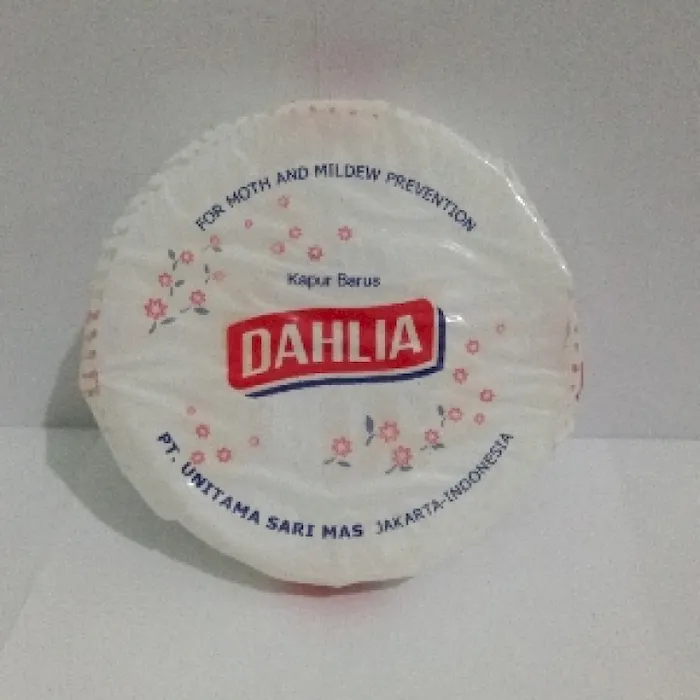 FOR MOTH AND MILDEW PREVENTION
Kapur Barus
DAHLIA
PT. UNITAMA SARI MAS JAKARTA-INDONESIA